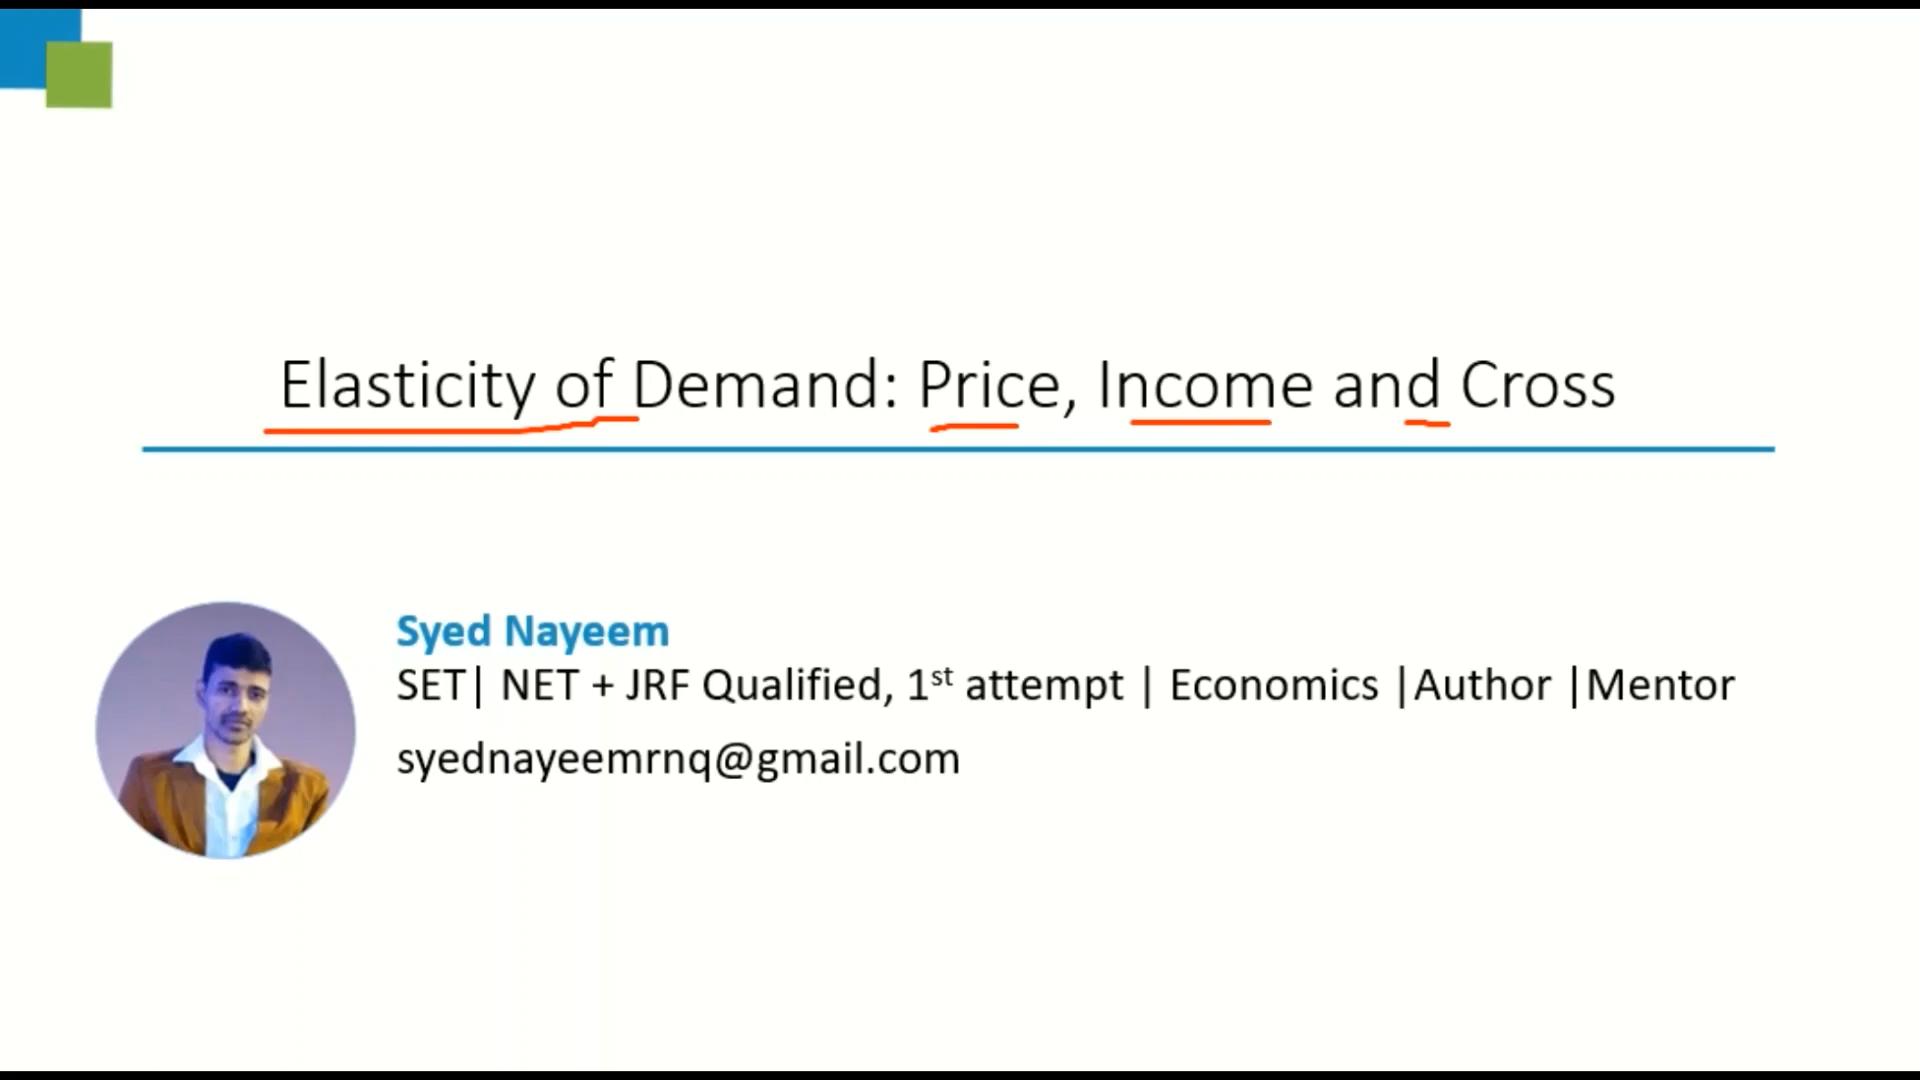 Elasticity of Demand: Price, Income and Cross
Syed Nayeem
SET| NET + JRF Qualified, 1st attempt | Economics |Author |Mentor
syednayeemrnq@gmail.com